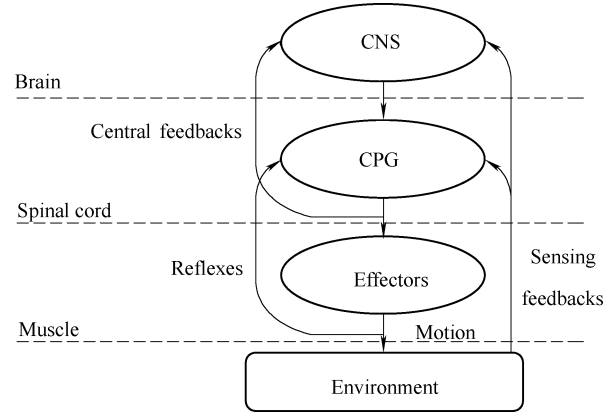 CNS
Brain
Central feedbacks
CPG
Spinal cord
Reflexes
Effectors
Sensing
feedbacks
Muscle
Motion
Environment